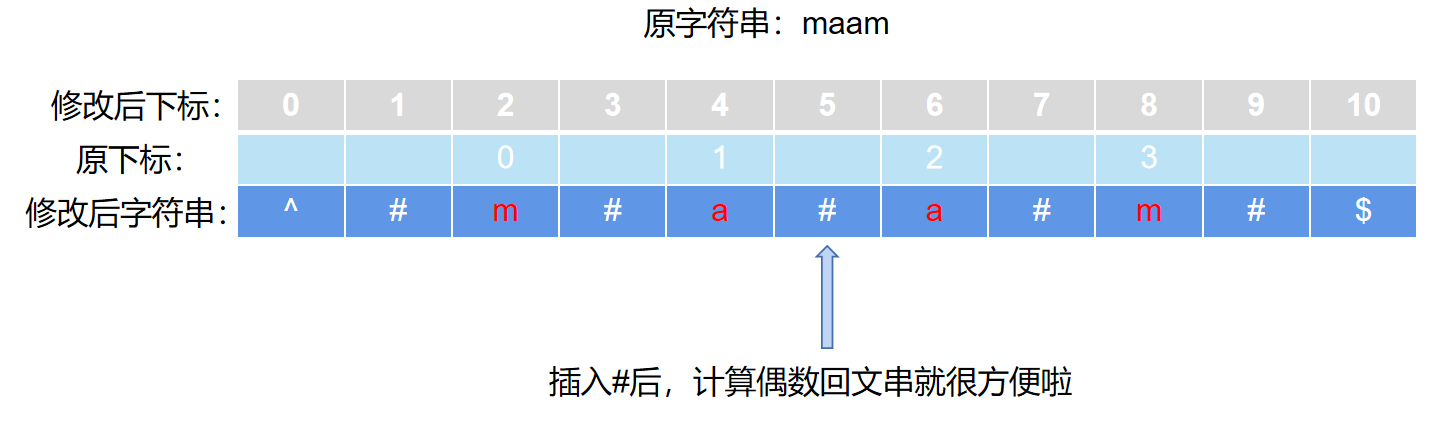 原字符串：maam
修改后下标： 0 1 2 3 4 5 6 7 8 9 10
原下标： 0 1 2 3
修改后字符串： ^ # m # a # a # m # $
插入#后，计算偶数回文串就很方便啦